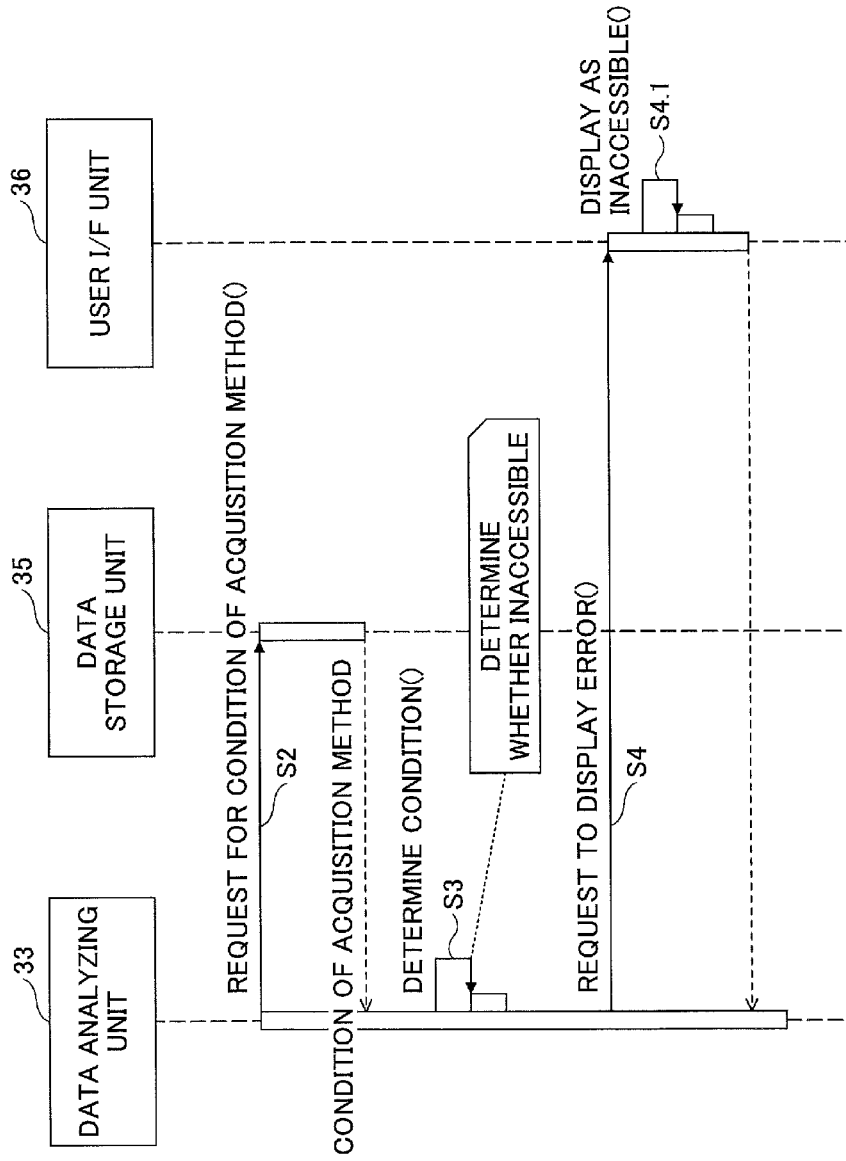 33
DATA ANALYZING
UNIT
35
DATA
STORAGE UNIT
36
USER I/F UNIT
REQUEST FOR CONDITION OF ACQUISITION METHOD()
S2
CONDITION OF ACQUISITION METHOD
DETERMINE CONDITION()
S3
DETERMINE
WHETHER INACCESSIBLE
REQUEST TO DISPLAY ERROR()
S4
DISPLAY AS
INACCESSIBLE()
S4.1